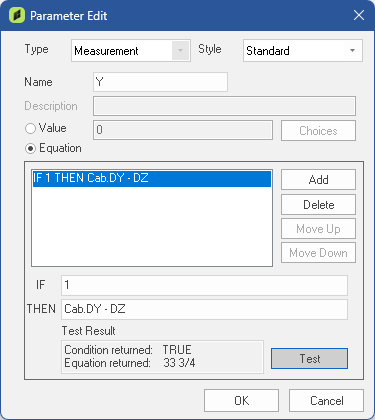 Parameter Edit
Type Measurement Style Standard
Name Y
Description
Value 0 Choices
Equation
IF 1 THEN Cab.DY - DZ
Add
Delete
Move Up
Move Down
IF 1
THEN Cab.DY - DZ
Test Result
Condition returned: TRUE
Equation returned: 33 3/4
Test
OK Cancel